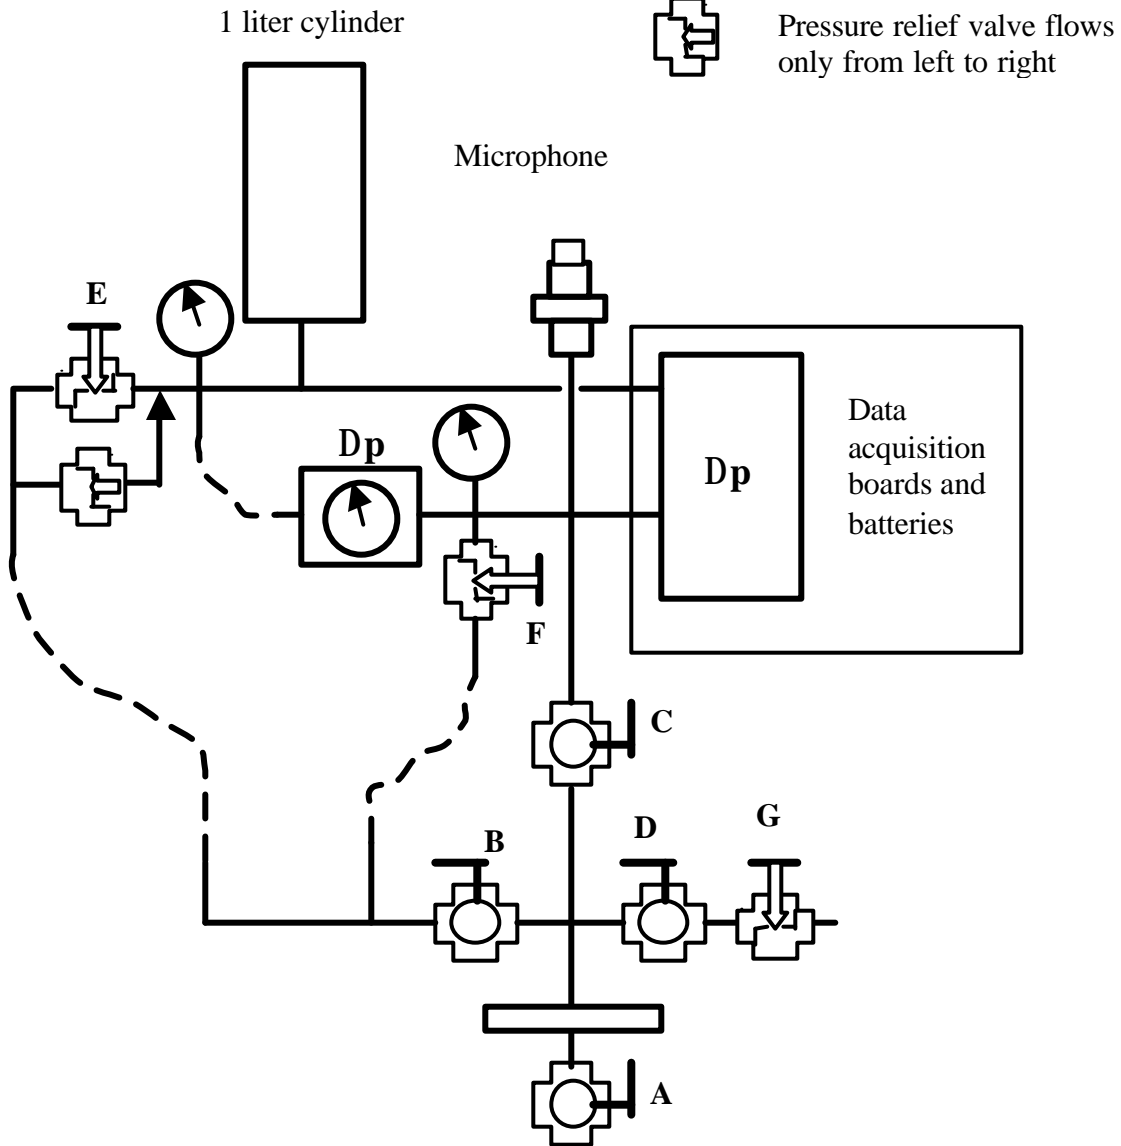 1 liter cylinder
Pressure relief valve flows
only from left to right
Microphone
E
Dp
Dp
Data
acquisition
boards and
batteries
F
C
B
D
G
A